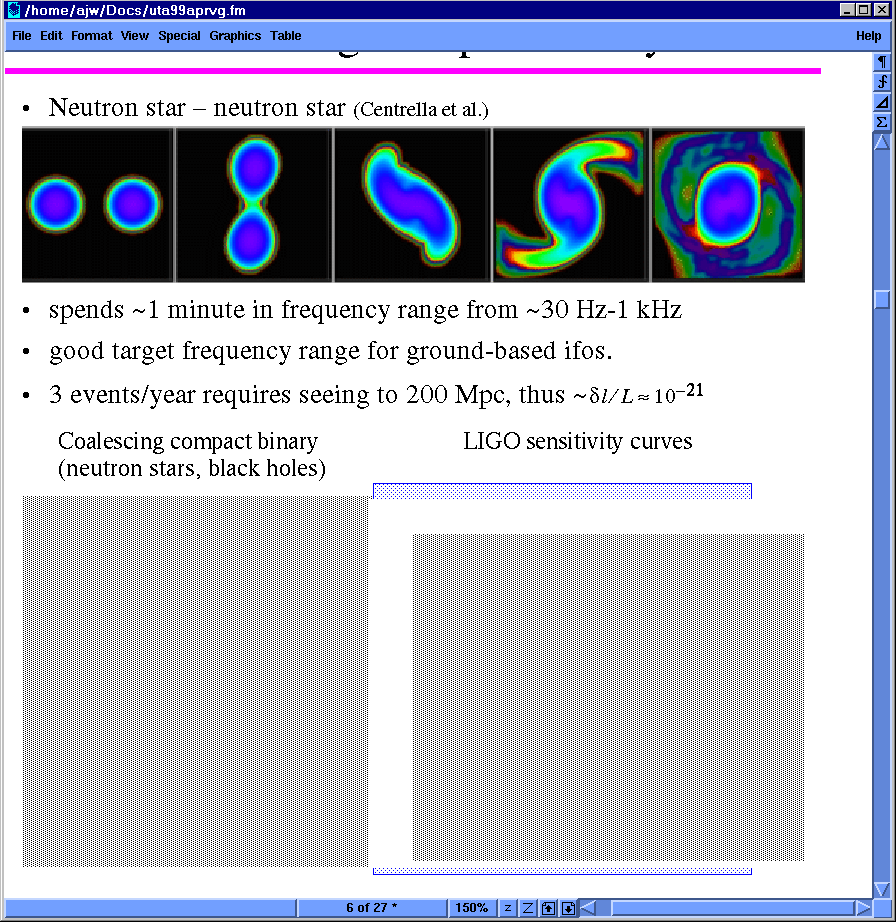 /home/ajw/Docs/uta99aprvg.fm
File Edit Format View Special Graphics Table Help
• Neutron star – neutron star (Centrella et al.)
• spends ~1 minute in frequency range from ~30 Hz-1 kHz
• good target frequency range for ground-based ifos.
• 3 events/year requires seeing to 200 Mpc, thus ~δl/L≈10⁻²¹
Coalescing compact binary
(neutron stars, black holes)
LIGO sensitivity curves
6 of 27 * 150% z Z